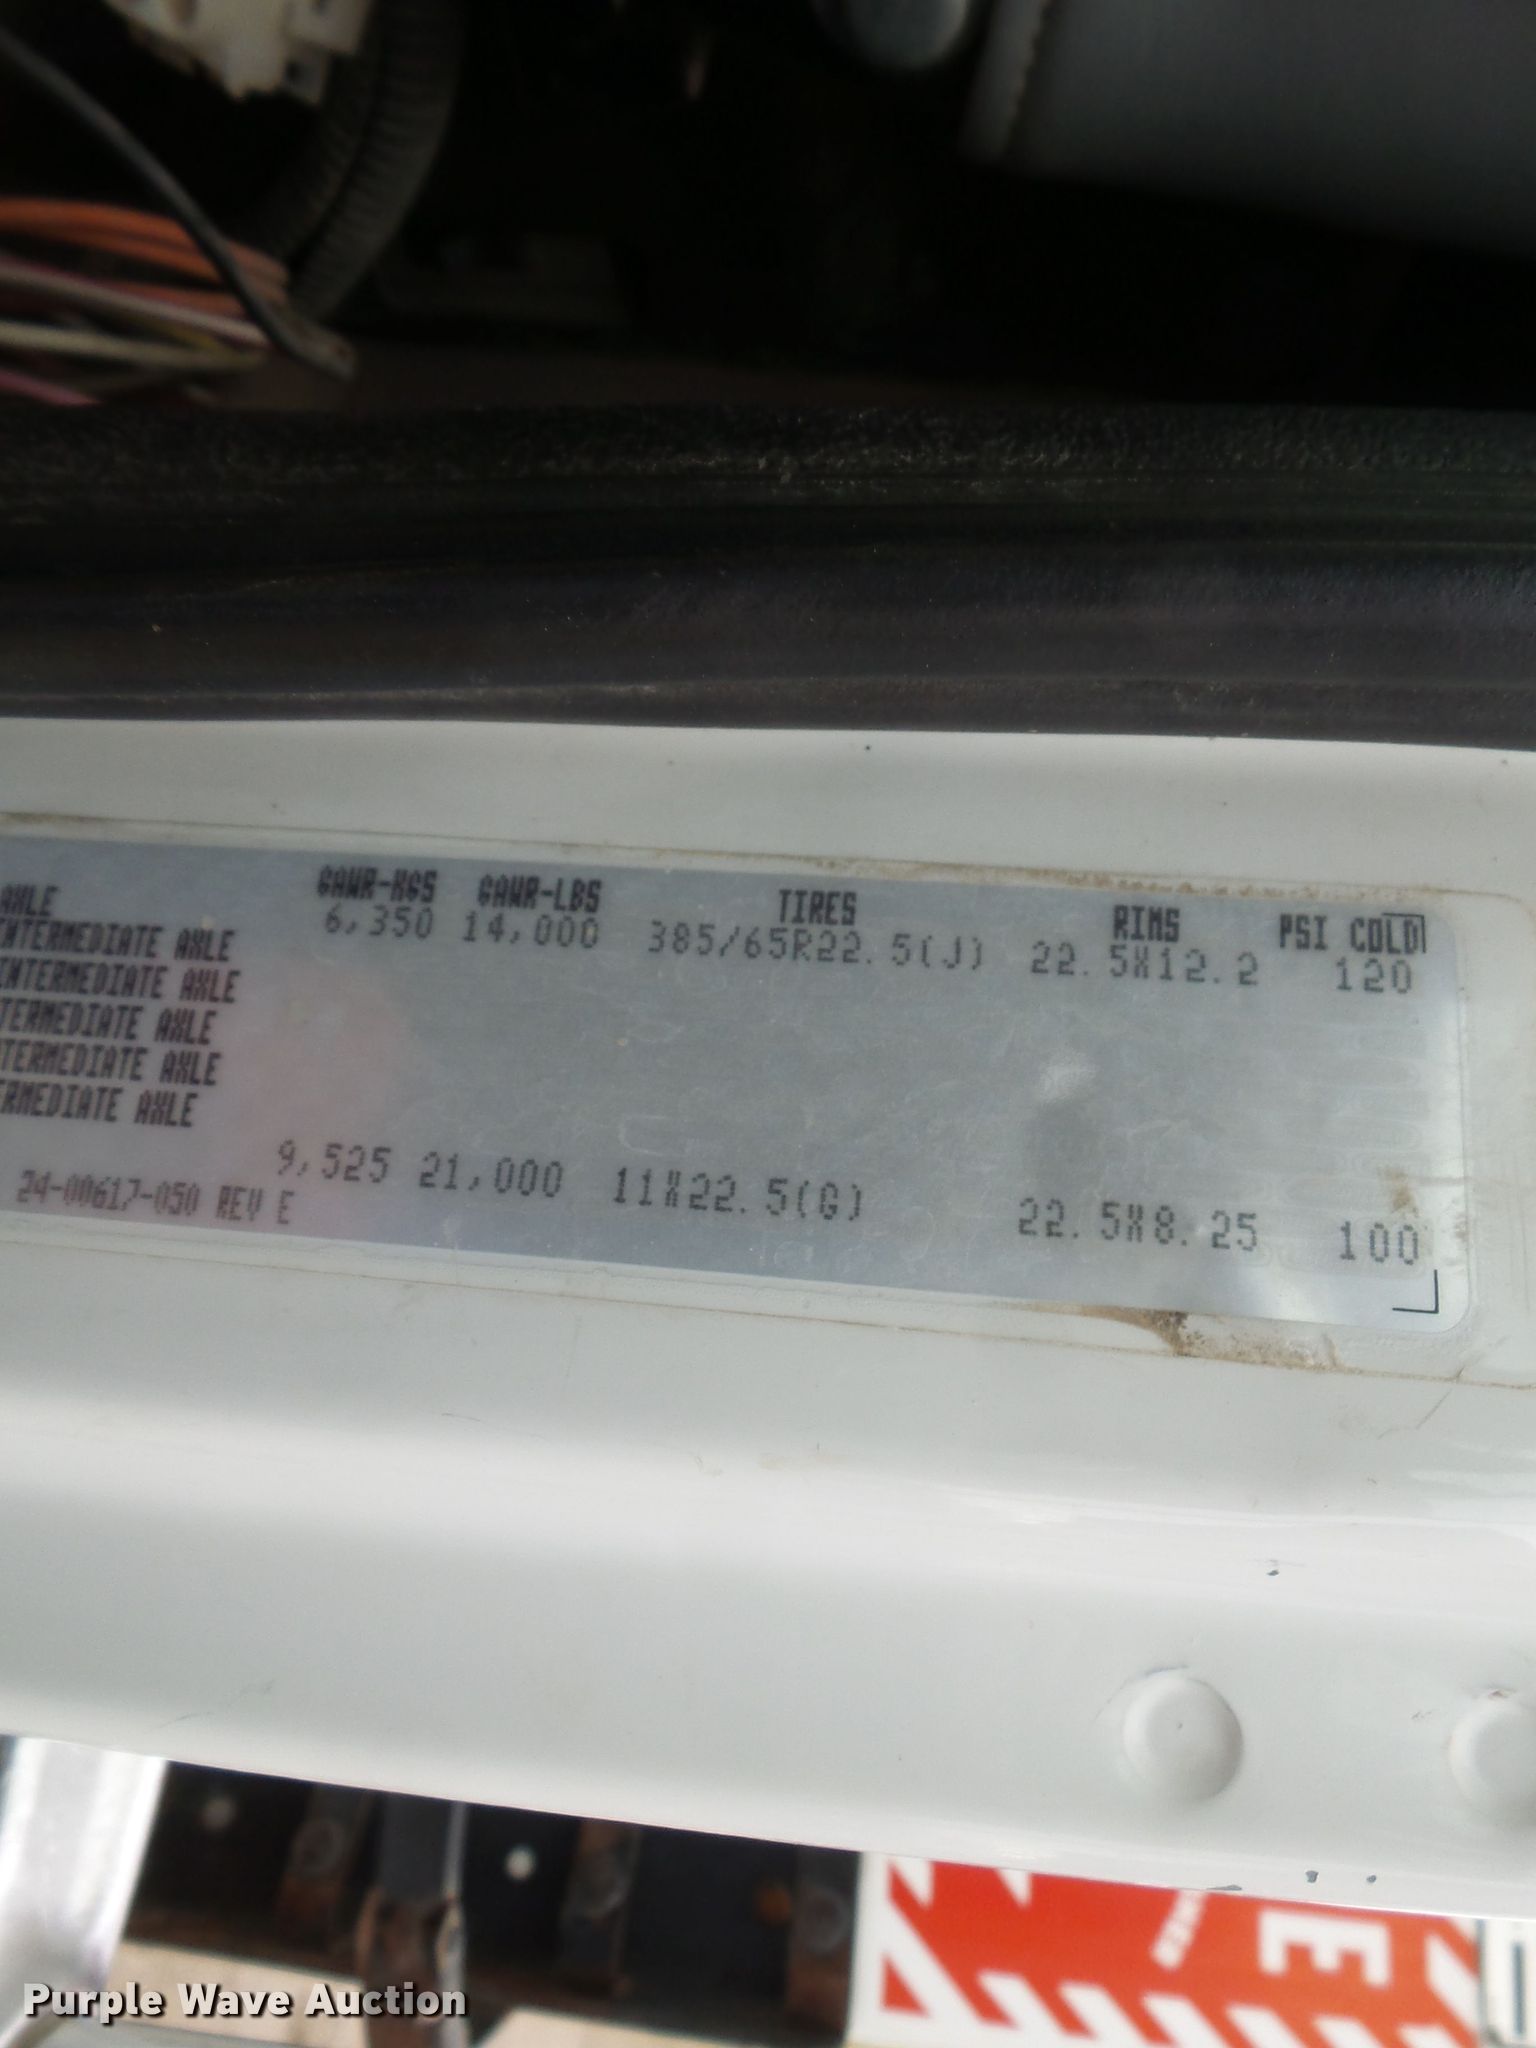 GAWR-KGS GAWR-LBS TIRES RIMS PSI COLD
AXLE 6,350 14,000 385/65R22.5(J) 22.5X12.2 120
INTERMEDIATE AXLE
INTERMEDIATE AXLE
TERMEDIATE AXLE
TERMEDIATE AXLE
ERMEDIATE AXLE
9,525 21,000 11X22.5(G) 22.5X8.25 100
24-00617-050 REV E
E
Purple Wave Auction